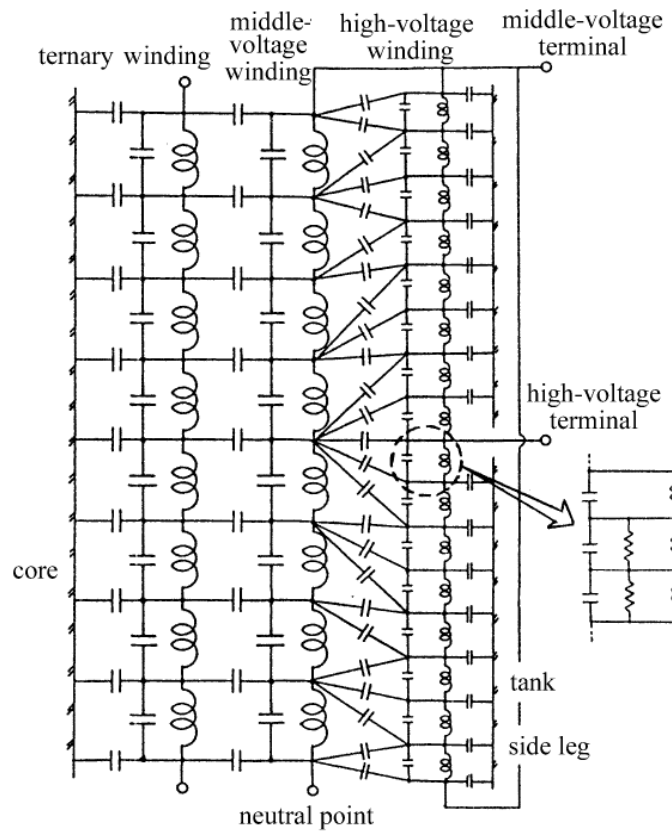 ternary winding
middle-
voltage
winding
high-voltage
winding
middle-voltage
terminal
high-voltage
terminal
core
tank
side leg
neutral point